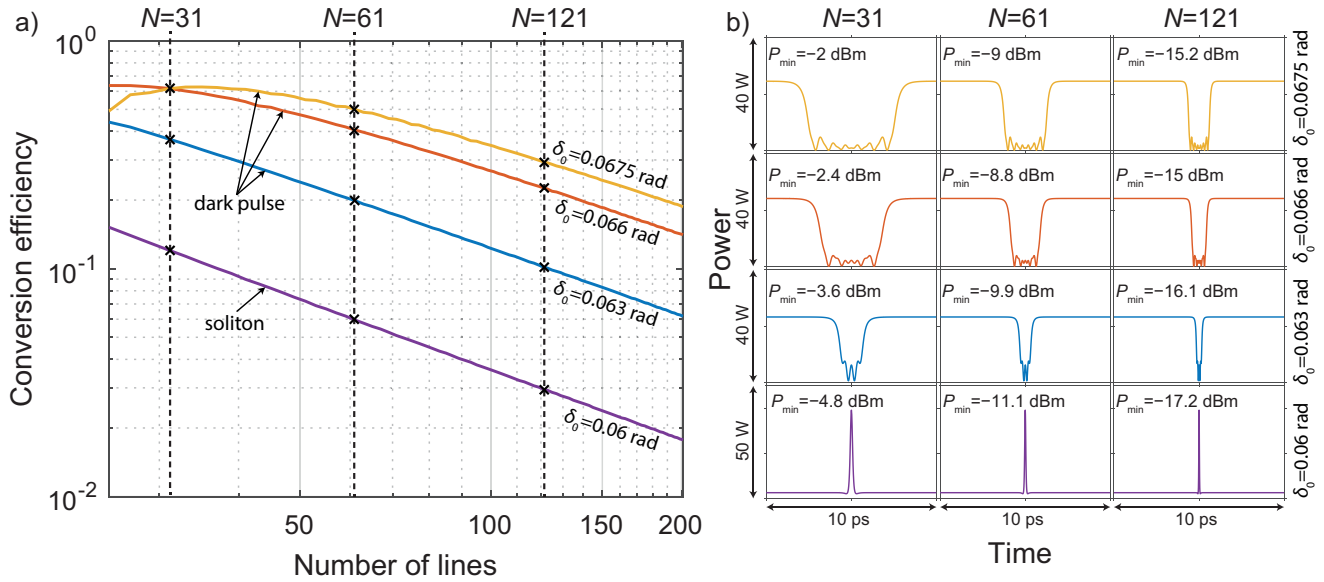 a)
N=31
N=61
N=121
10⁰
10⁻¹
10⁻²
Conversion efficiency
dark pulse
soliton
δ₀=0.0675 rad
δ₀=0.066 rad
δ₀=0.063 rad
δ₀=0.06 rad
50
100
150
200
Number of lines
b)
N=31
N=61
N=121
Power
40 W
Pmin=−2 dBm
Pmin=−9 dBm
Pmin=−15.2 dBm
δ₀=0.0675 rad
40 W
Pmin=−2.4 dBm
Pmin=−8.8 dBm
Pmin=−15 dBm
δ₀=0.066 rad
40 W
Pmin=−3.6 dBm
Pmin=−9.9 dBm
Pmin=−16.1 dBm
δ₀=0.063 rad
50 W
Pmin=−4.8 dBm
Pmin=−11.1 dBm
Pmin=−17.2 dBm
δ₀=0.06 rad
10 ps
10 ps
10 ps
Time